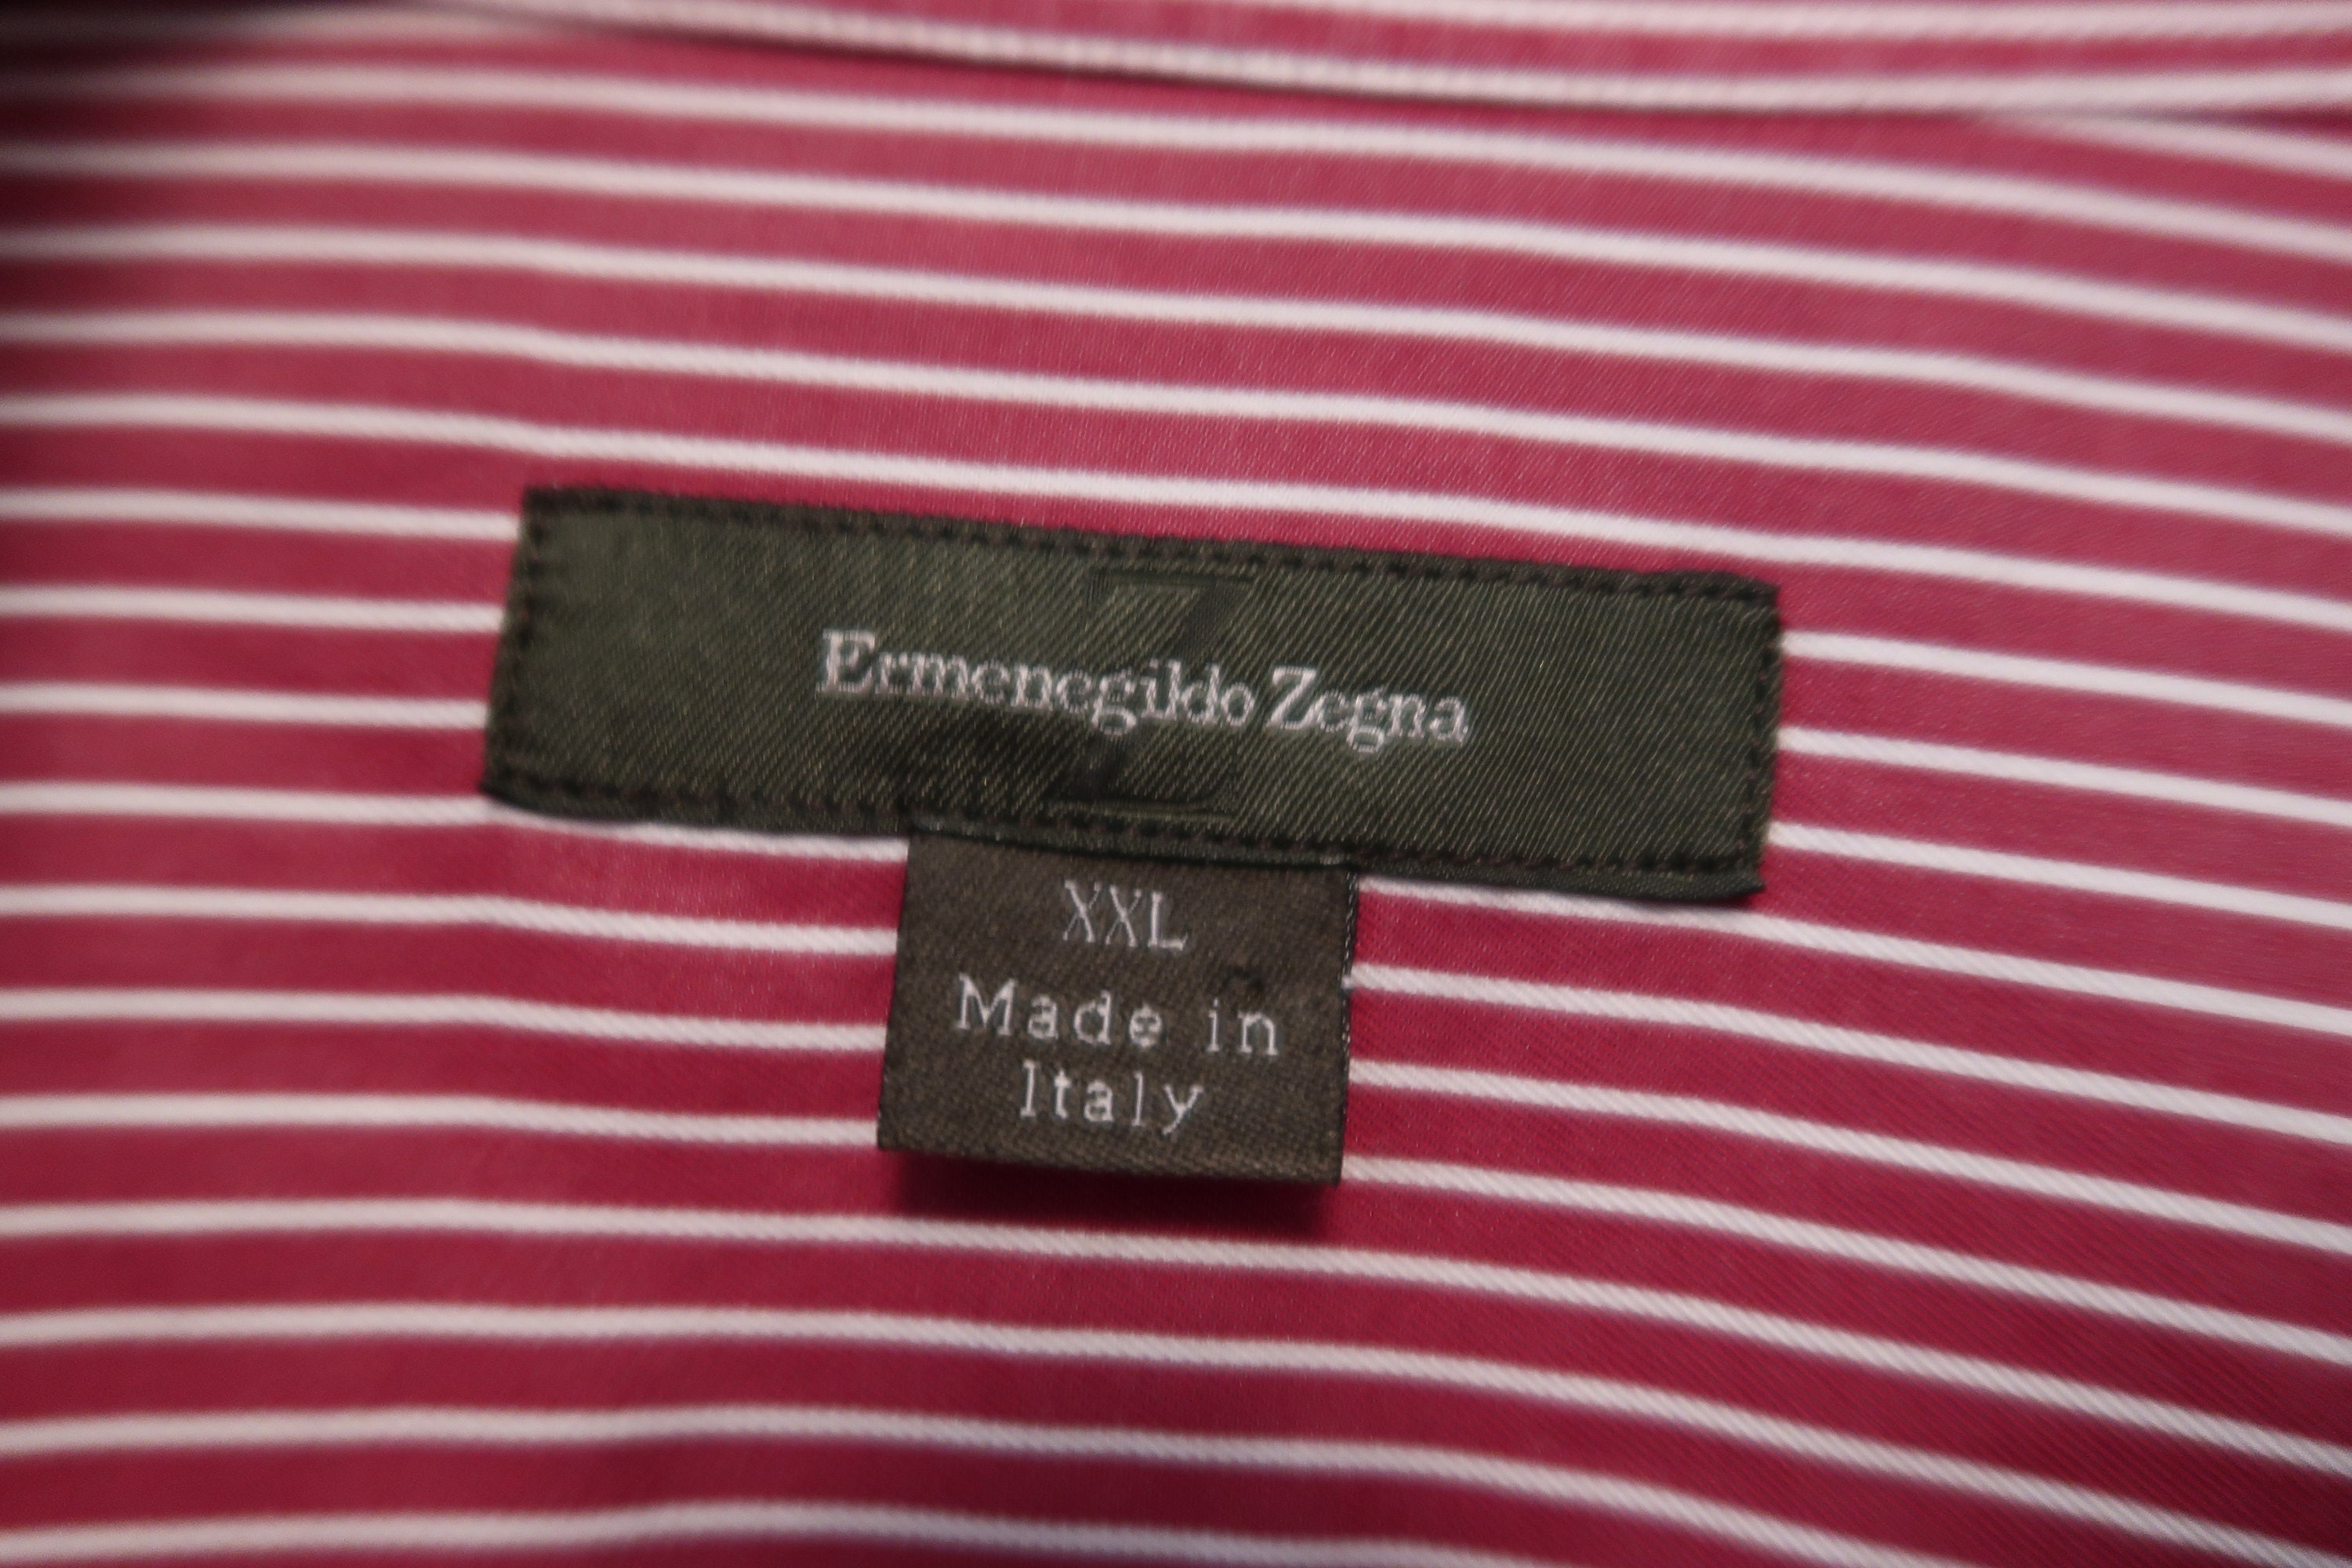 Ermenegildo Zegna
XXL
Made in
Italy